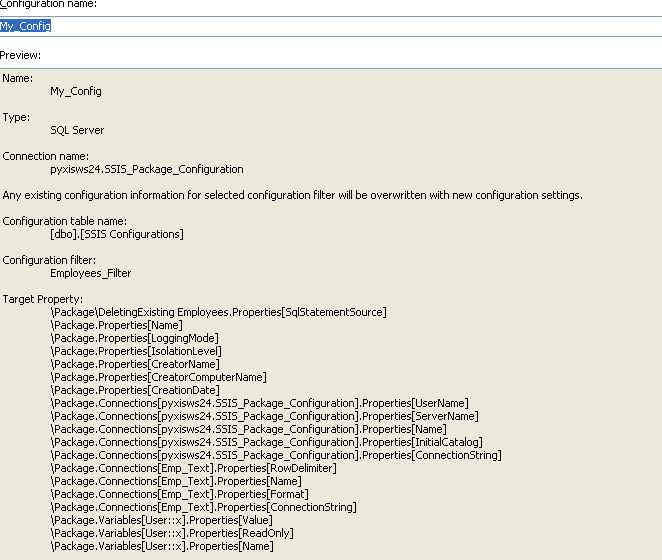 Configuration name:
My_Config
Preview:
Name:
My_Config
Type:
SQL Server
Connection name:
pyxisws24.SSIS_Package_Configuration
Any existing configuration information for selected configuration filter will be overwritten with new configuration settings.
Configuration table name:
[dbo].[SSIS Configurations]
Configuration filter:
Employees_Filter
Target Property:
\Package\DeletingExisting Employees.Properties[SqlStatementSource]
\Package.Properties[Name]
\Package.Properties[LoggingMode]
\Package.Properties[IsolationLevel]
\Package.Properties[CreatorName]
\Package.Properties[CreatorComputerName]
\Package.Properties[CreationDate]
\Package.Connections[pyxisws24.SSIS_Package_Configuration].Properties[UserName]
\Package.Connections[pyxisws24.SSIS_Package_Configuration].Properties[ServerName]
\Package.Connections[pyxisws24.SSIS_Package_Configuration].Properties[Name]
\Package.Connections[pyxisws24.SSIS_Package_Configuration].Properties[InitialCatalog]
\Package.Connections[pyxisws24.SSIS_Package_Configuration].Properties[ConnectionString]
\Package.Connections[Emp_Text].Properties[RowDelimiter]
\Package.Connections[Emp_Text].Properties[Name]
\Package.Connections[Emp_Text].Properties[Format]
\Package.Connections[Emp_Text].Properties[ConnectionString]
\Package.Variables[User::x].Properties[Value]
\Package.Variables[User::x].Properties[ReadOnly]
\Package.Variables[User::x].Properties[Name]